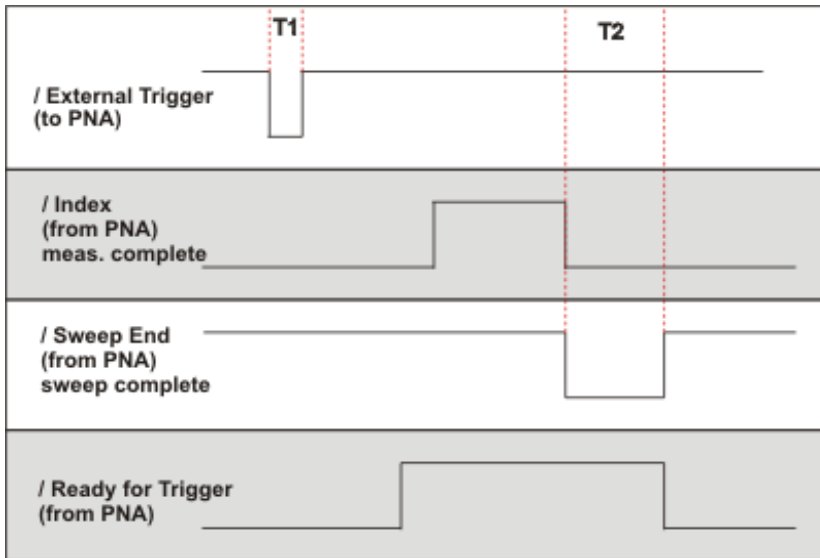 T1
T2
/ External Trigger
(to PNA)
/ Index
(from PNA)
meas. complete
/ Sweep End
(from PNA)
sweep complete
/ Ready for Trigger
(from PNA)